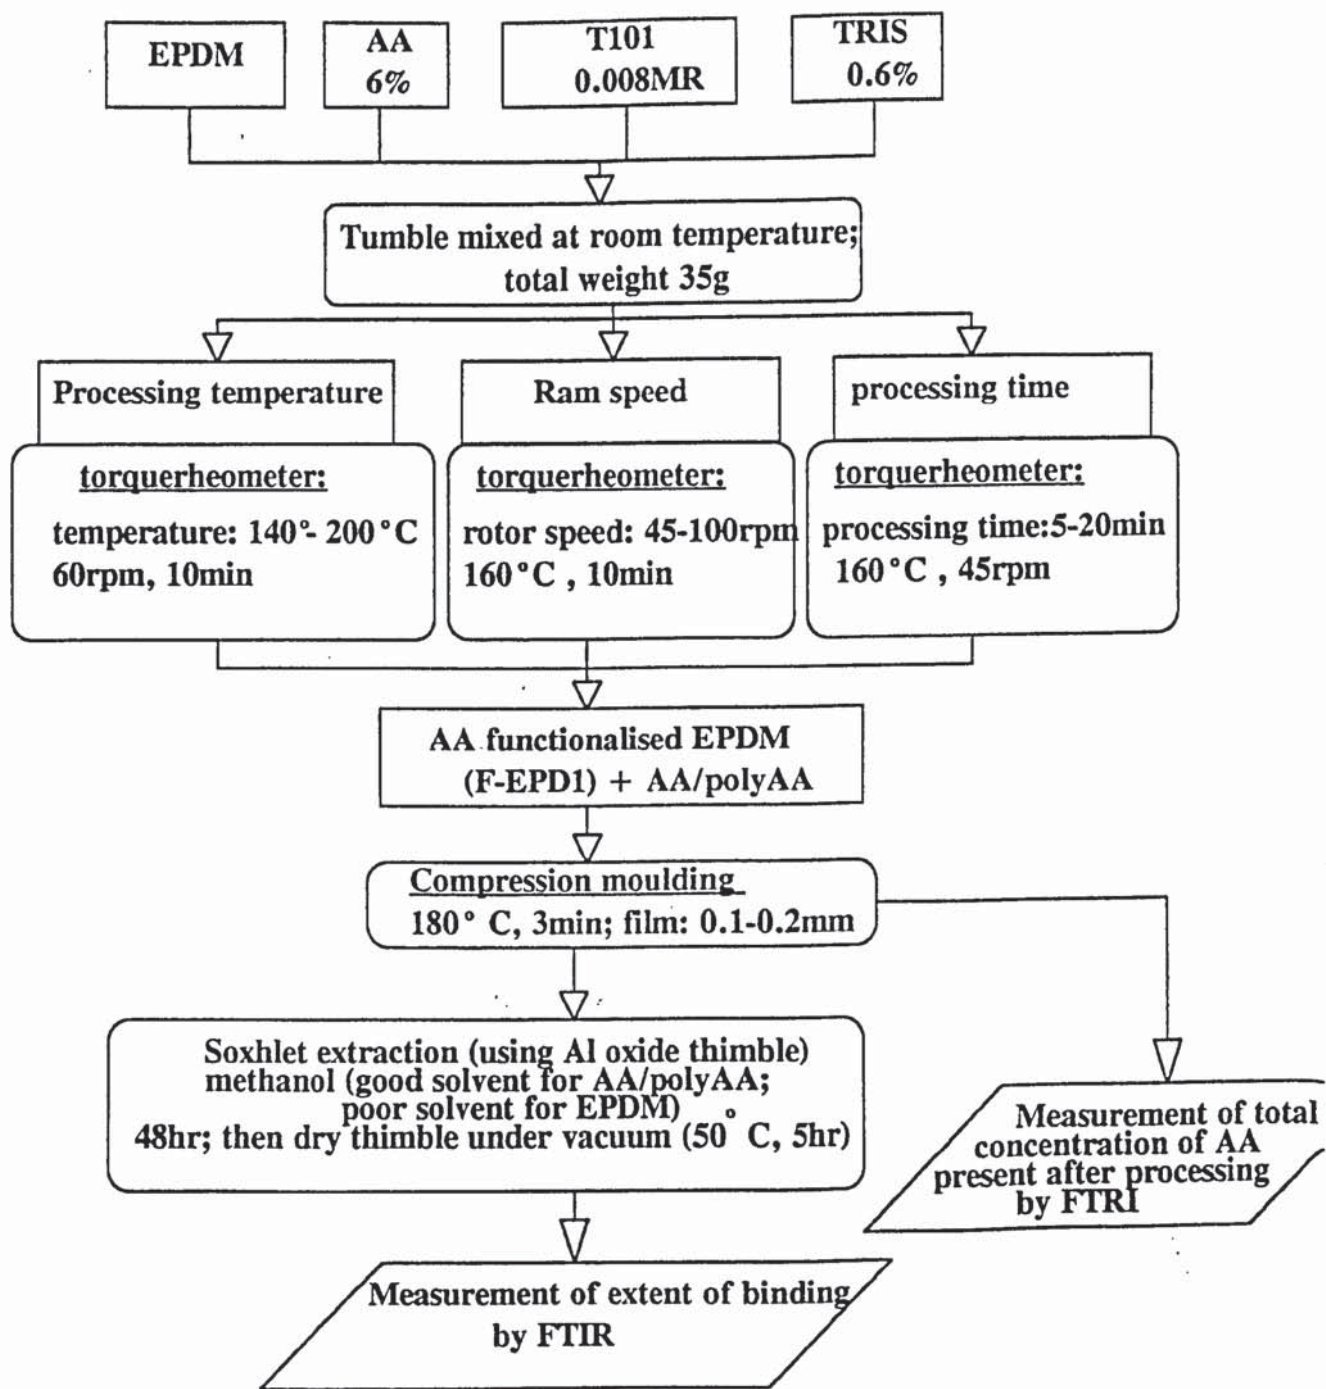 EPDM
AA
6%
T101
0.008MR
TRIS
0.6%
Tumble mixed at room temperature;
total weight 35g
Processing temperature
torquerheometer:
temperature: 140°- 200°C
60rpm, 10min
Ram speed
torquerheometer:
rotor speed: 45-100rpm
160°C , 10min
processing time
torquerheometer:
processing time:5-20min
160°C , 45rpm
AA functionalised EPDM
(F-EPD1) + AA/polyAA
Compression moulding
180° C, 3min; film: 0.1-0.2mm
Soxhlet extraction (using Al oxide thimble)
methanol (good solvent for AA/polyAA;
poor solvent for EPDM)
48hr; then dry thimble under vacuum (50° C, 5hr)
Measurement of total
concentration of AA
present after processing
by FTRI
Measurement of extent of binding
by FTIR